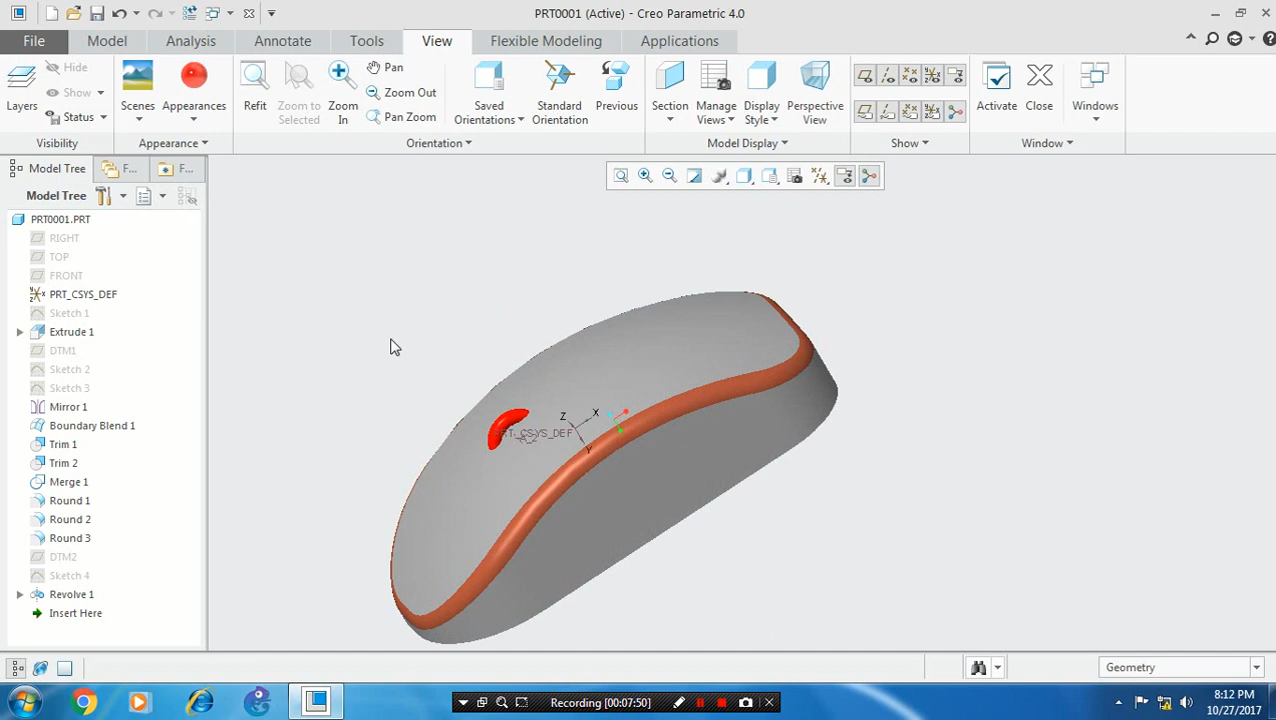 PRT0001 (Active) - Creo Parametric 4.0
File Model Analysis Annotate Tools View Flexible Modeling Applications
Layers
Hide
Show
Status
Visibility
Scenes
Appearances
Appearance
Refit
Zoom to Selected
Zoom In
Pan
Zoom Out
Pan Zoom
Saved Orientations
Standard Orientation
Previous
Orientation
Section
Manage Views
Display Style
Perspective View
Model Display
Show
Activate
Close
Windows
Window
Model Tree F... F...
Model Tree
PRT0001.PRT
RIGHT
TOP
FRONT
PRT_CSYS_DEF
Sketch 1
Extrude 1
DTM1
Sketch 2
Sketch 3
Mirror 1
Boundary Blend 1
Trim 1
Trim 2
Merge 1
Round 1
Round 2
Round 3
DTM2
Sketch 4
Revolve 1
Insert Here
Z X
PRT_CSYS_DEF
Y
Geometry
Recording [00:07:50]
8:12 PM
10/27/2017